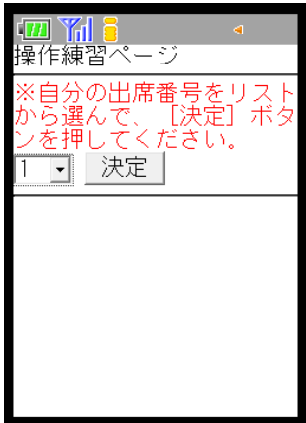 操作練習ページ
※自分の出席番号をリスト
から選んで、［決定］ボタ
ンを押してください。
1 決定